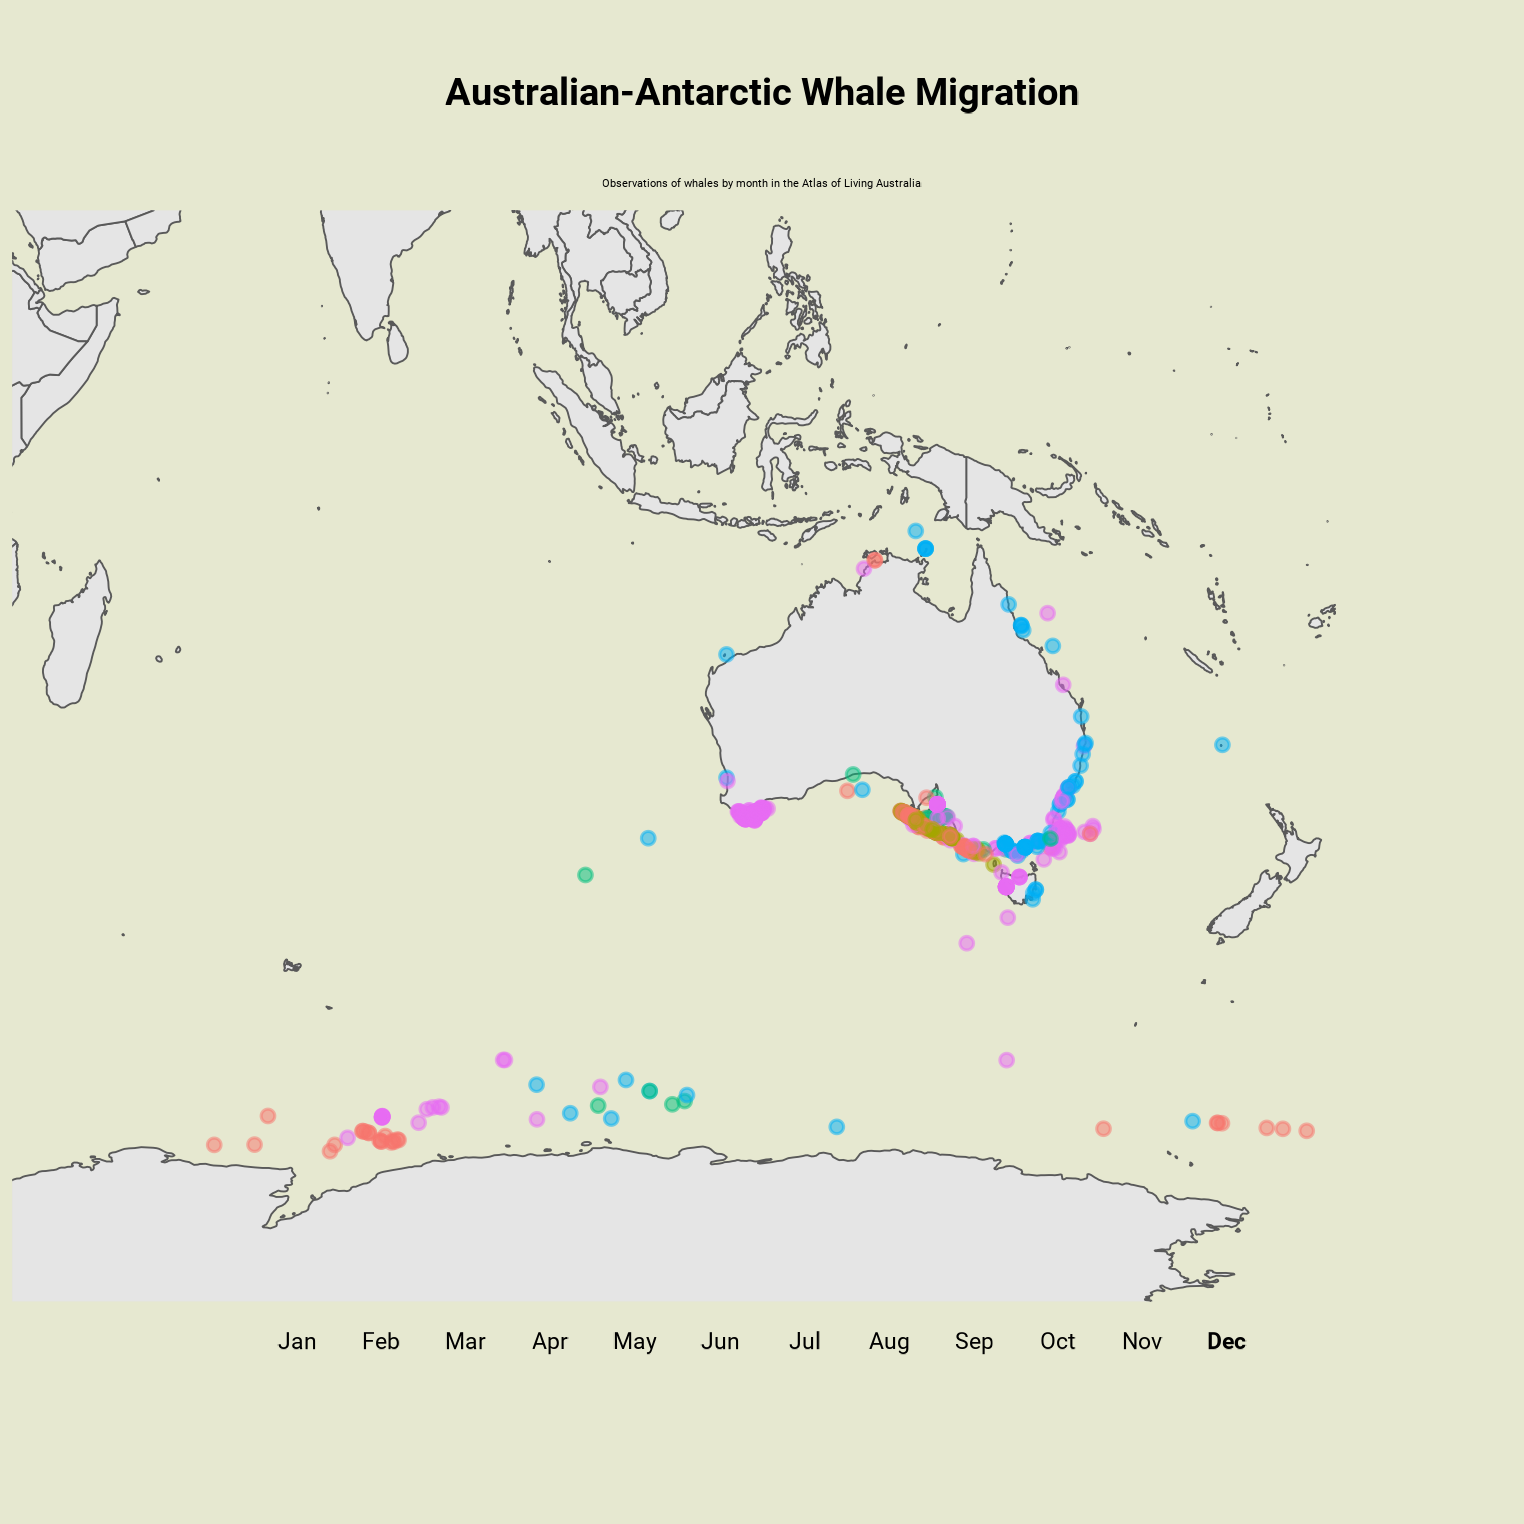 Australian-Antarctic Whale Migration
Observations of whales by month in the Atlas of Living Australia
Jan Feb Mar Apr May Jun Jul Aug Sep Oct Nov Dec